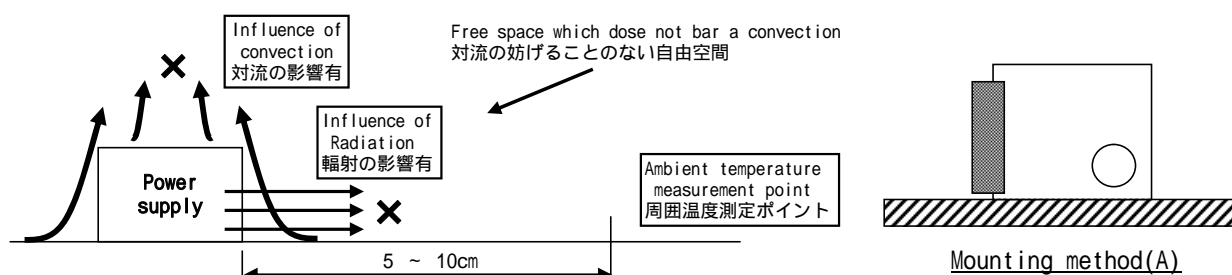 Influence of
convection
対流の影響有
Free space which dose not bar a convection
対流の妨げることのない自由空間
Influence of
Radiation
輻射の影響有
Power
supply
Ambient temperature
measurement point
周囲温度測定ポイント
5 ~ 10cm
Mounting method(A)